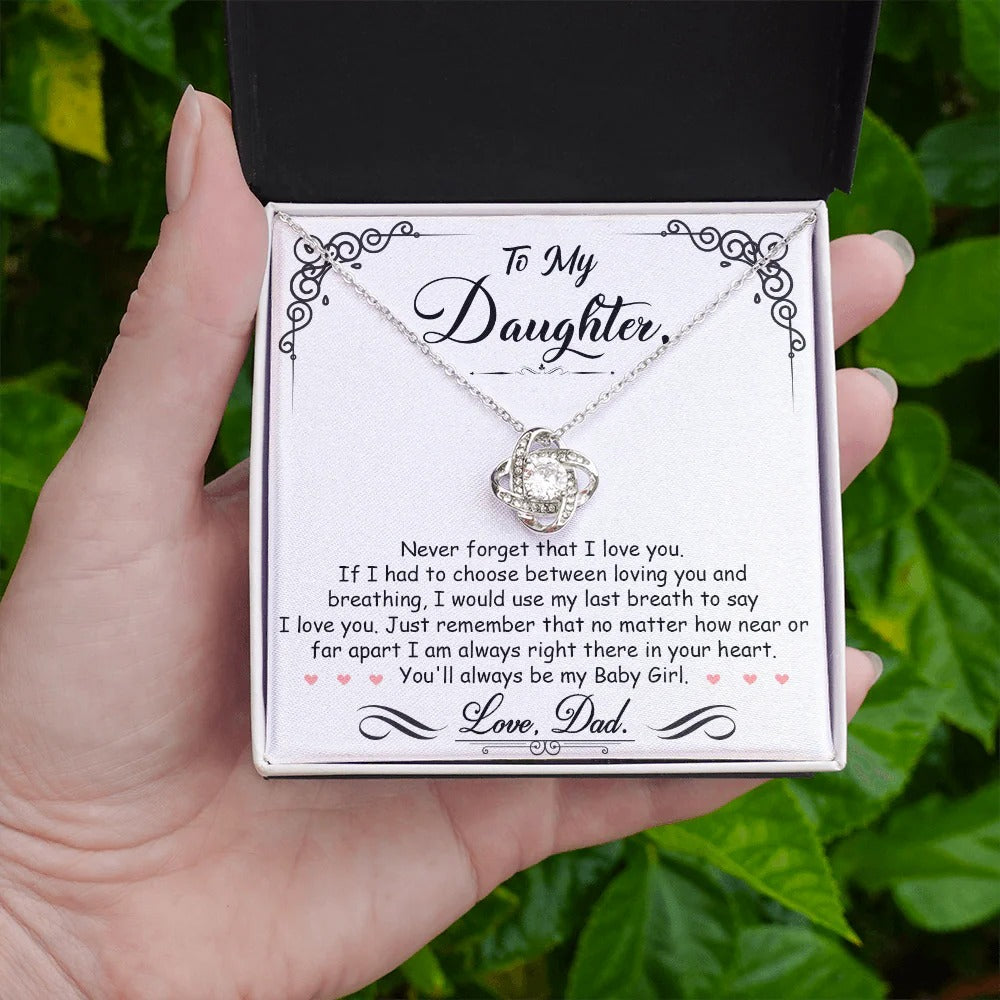 To My
Daughter,
Never forget that I love you.
If I had to choose between loving you and
breathing, I would use my last breath to say
I love you. Just remember that no matter how near or
far apart I am always right there in your heart.
You'll always be my Baby Girl.
Love, Dad.